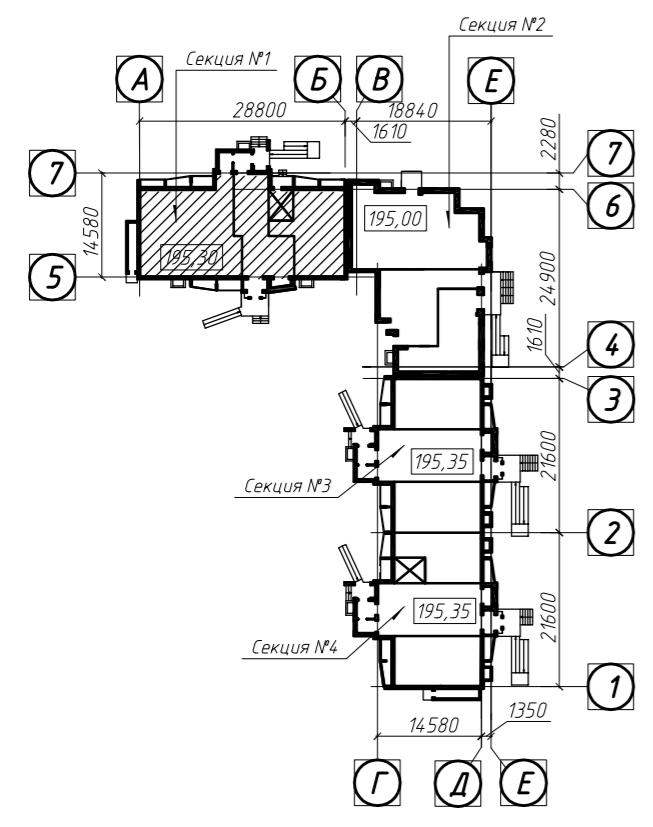 Секция №2
Секция №1
А
Б
В
Е
28800
18840
1610
2280
7
7
195,00
6
14580
195,30
5
24900
1610
4
3
195,35
Секция №3
21600
2
195,35
21600
Секция №4
1
14580
1350
Г
Д
Е